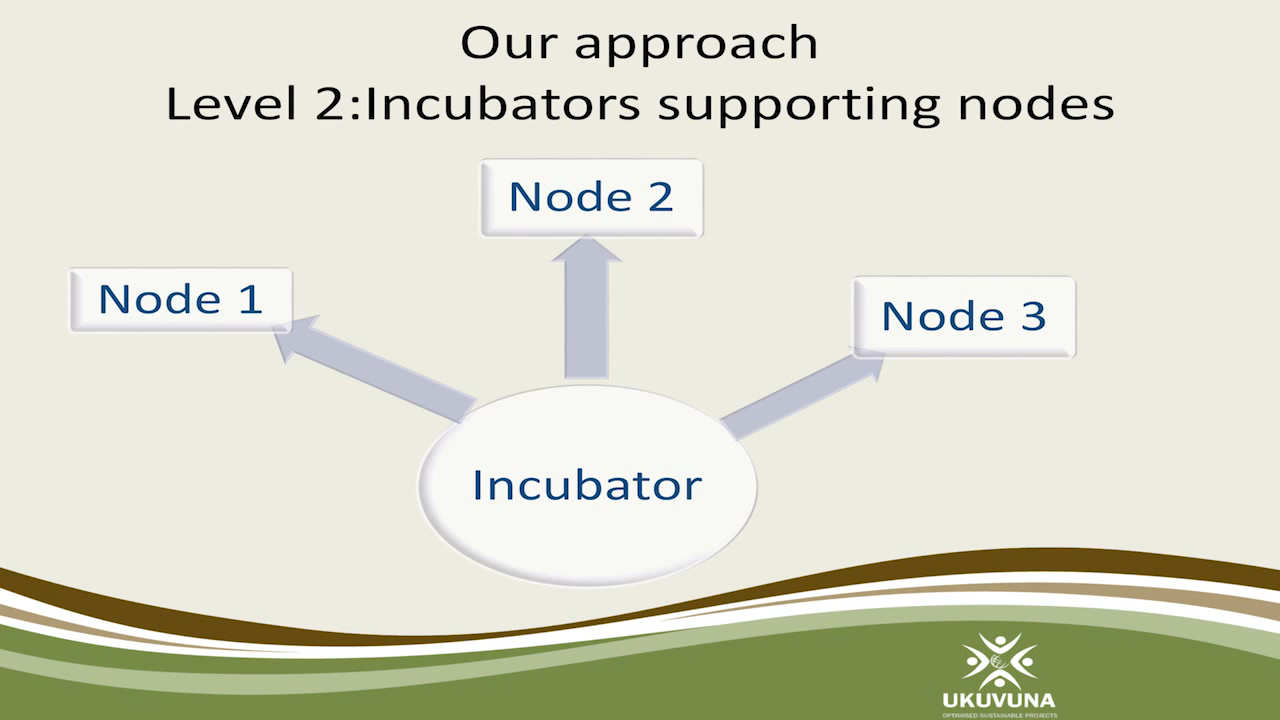 Our approach
Level 2:Incubators supporting nodes
Node 2
Node 1
Node 3
Incubator
UKUVUNA
OPTIMISED SUSTAINABLE PROJECTS